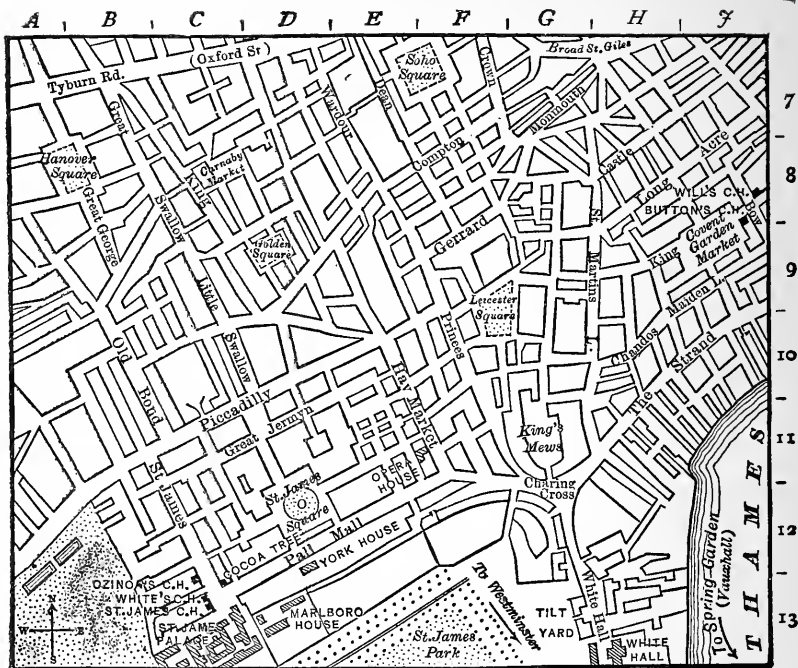 A B C D E F G H J
Tyburn Rd.
(Oxford St)
Soho
Square
Crown
Broad St. Giles
7
Great
Wardour
Dean
Monmouth
Compton
Castle
Acre
Long
8
Hanover
Square
Carnaby
Market
King
Swallow
Great George
WILL'S C.H.
BUTTON'S C.H.
Bow
Covent
Garden
Market
King
St.
Martins
L.
Gerrard
Golden
Square
9
Little
Swallow
Leicester
Square
Princes
Maiden L.
Chandos
The Strand
10
Old
Bond
Piccadilly
Great Jermyn
Hay Market
King's
Mews
11
St. James
St. James
Square
OPERA
HOUSE
Charing
Cross
12
COCOA TREE
Pall Mall
YORK HOUSE
To Westminster
White Hall
To Spring-Garden
(Vauxhall)
THAMES
OZINDA'S C.H.
WHITE'S C.H.
ST. JAMES C.H.
ST. JAMES
PALACE
MARLBORO
HOUSE
St. James
Park
TILT
YARD
WHITE
HALL
13
N
W E
S